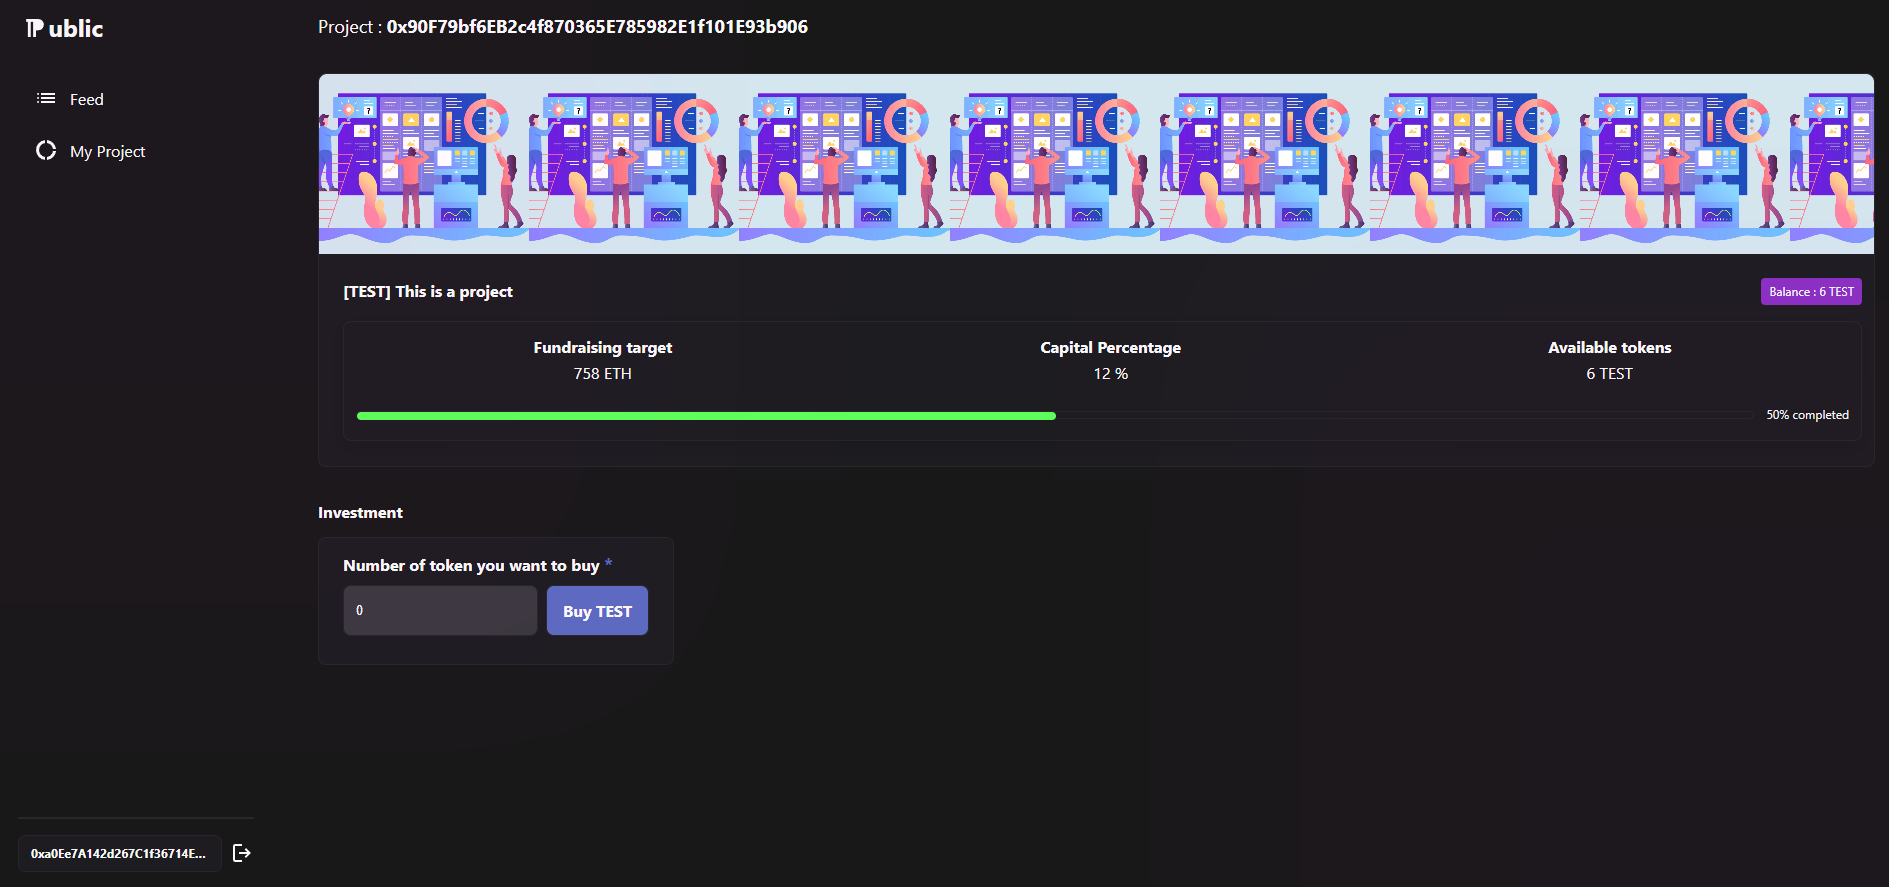 Public
Feed
My Project
0xa0Ee7A142d267C1f36714E...
Project : 0x90F79bf6EB2c4f870365E785982E1f101E93b906
[TEST] This is a project
Balance : 6 TEST
Fundraising target
758 ETH
Capital Percentage
12 %
Available tokens
6 TEST
50% completed
Investment
Number of token you want to buy *
0
Buy TEST